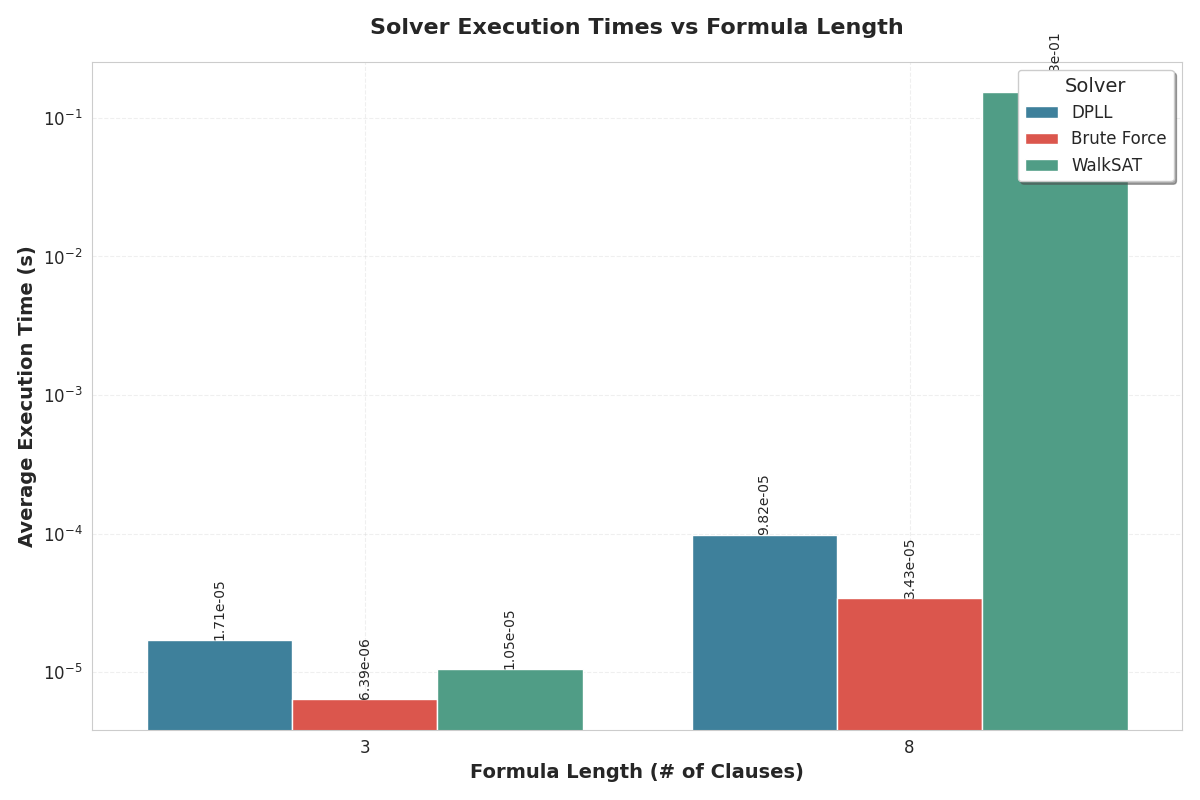 Solver Execution Times vs Formula Length
Solver
DPLL
Brute Force
WalkSAT
Average Execution Time (s)
10⁻¹
10⁻²
10⁻³
10⁻⁴
10⁻⁵
1.71e-05
6.39e-06
1.05e-05
9.82e-05
3.43e-05
3
8
Formula Length (# of Clauses)